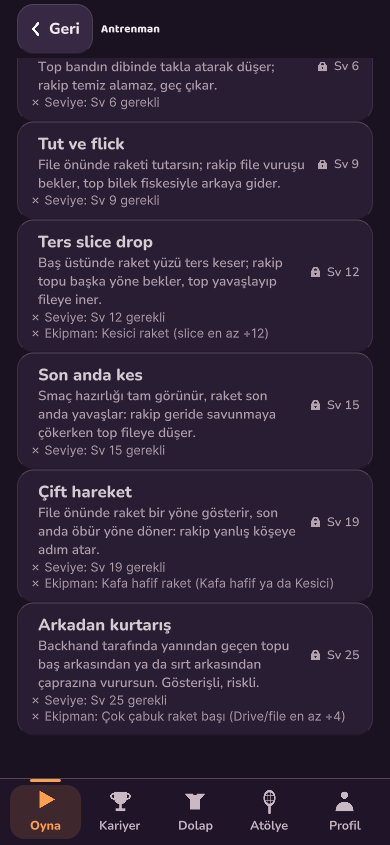 Geri
Antrenman
Top bandın dibinde takla atarak düşer;
rakip temiz alamaz, geç çıkar.
Sv 6
× Seviye: Sv 6 gerekli
Tut ve flick
File önünde raketi tutarsın; rakip file vuruşu
bekler, top bilek fiskesiyle arkaya gider.
Sv 9
× Seviye: Sv 9 gerekli
Ters slice drop
Baş üstünde raket yüzü ters keser; rakip
topu başka yöne bekler, top yavaşlayıp
fileye iner.
Sv 12
× Seviye: Sv 12 gerekli
× Ekipman: Kesici raket (slice en az +12)
Son anda kes
Smaç hazırlığı tam görünür, raket son
anda yavaşlar: rakip geride savunmaya
çökerken top fileye düşer.
Sv 15
× Seviye: Sv 15 gerekli
Çift hareket
File önünde raket bir yöne gösterir, son
anda öbür yöne döner: rakip yanlış köşeye
adım atar.
Sv 19
× Seviye: Sv 19 gerekli
× Ekipman: Kafa hafif raket (Kafa hafif ya da Kesici)
Arkadan kurtarış
Backhand tarafında yanından geçen topu
baş arkasından ya da sırt arkasından
çaprazına vurursun. Gösterişli, riskli.
Sv 25
× Seviye: Sv 25 gerekli
× Ekipman: Çok çabuk raket başı (Drive/file en az +4)
Oyna
Kariyer
Dolap
Atölye
Profil